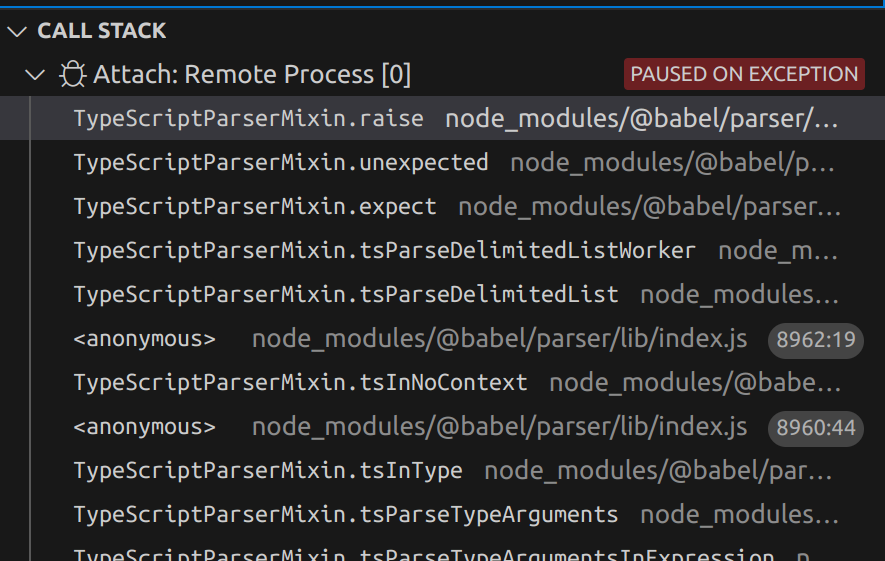 CALL STACK
Attach: Remote Process [0] PAUSED ON EXCEPTION
TypeScriptParserMixin.raise node_modules/@babel/parser/…
TypeScriptParserMixin.unexpected node_modules/@babel/p…
TypeScriptParserMixin.expect node_modules/@babel/parser…
TypeScriptParserMixin.tsParseDelimitedListWorker node_m…
TypeScriptParserMixin.tsParseDelimitedList node_modules…
<anonymous> node_modules/@babel/parser/lib/index.js 8962:19
TypeScriptParserMixin.tsInNoContext node_modules/@babe…
<anonymous> node_modules/@babel/parser/lib/index.js 8960:44
TypeScriptParserMixin.tsInType node_modules/@babel/par…
TypeScriptParserMixin.tsParseTypeArguments node_modules…
TypeScriptParserMixin.tsParseTypeArgumentsInExpression n…